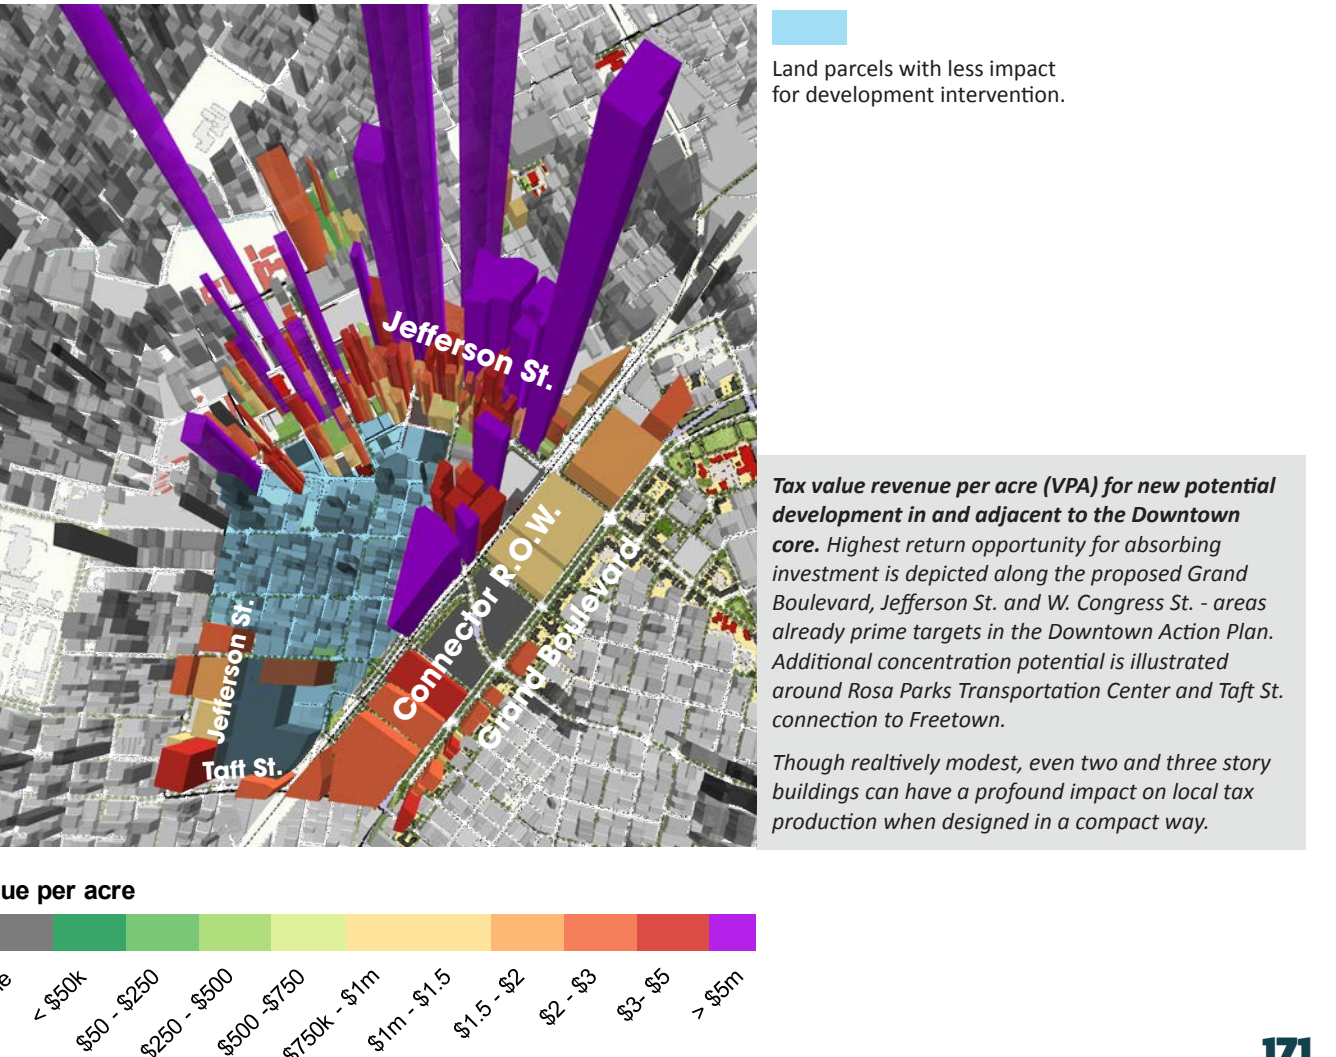 Land parcels with less impact
for development intervention.
Jefferson St.
Connector R.O.W.
Grand Boulevard
Jefferson St.
Taft St.
Tax value revenue per acre (VPA) for new potential
development in and adjacent to the Downtown
core. Highest return opportunity for absorbing
investment is depicted along the proposed Grand
Boulevard, Jefferson St. and W. Congress St. - areas
already prime targets in the Downtown Action Plan.
Additional concentration potential is illustrated
around Rosa Parks Transportation Center and Taft St.
connection to Freetown.
Though realtively modest, even two and three story
buildings can have a profound impact on local tax
production when designed in a compact way.
ue per acre
< $50k
$50 - $250
$250 - $500
$500 -$750
$750k - $1m
$1m - $1.5
$1.5 - $2
$2 - $3
$3- $5
> $5m
171